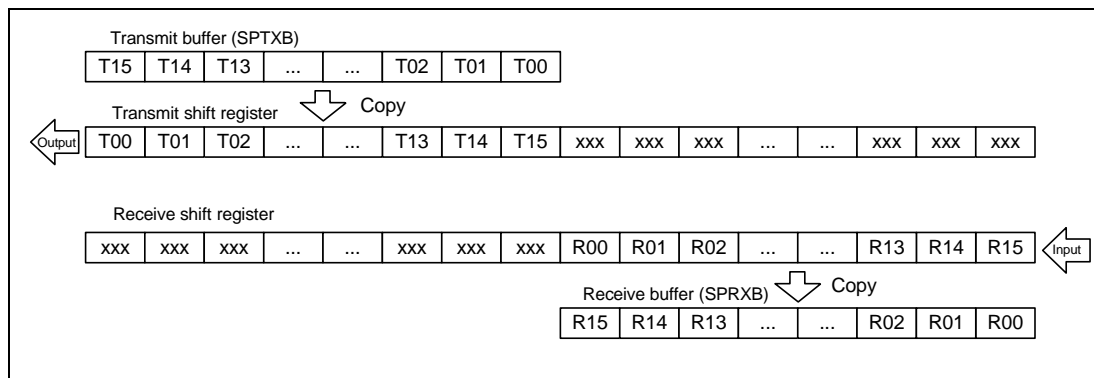 Transmit buffer (SPTXB)
T15 T14 T13 ... ... T02 T01 T00
Copy
Transmit shift register
Output T00 T01 T02 ... ... T13 T14 T15 xxx xxx xxx ... ... xxx xxx xxx
Receive shift register
xxx xxx xxx ... ... xxx xxx xxx R00 R01 R02 ... ... R13 R14 R15 Input
Copy
Receive buffer (SPRXB)
R15 R14 R13 ... ... R02 R01 R00